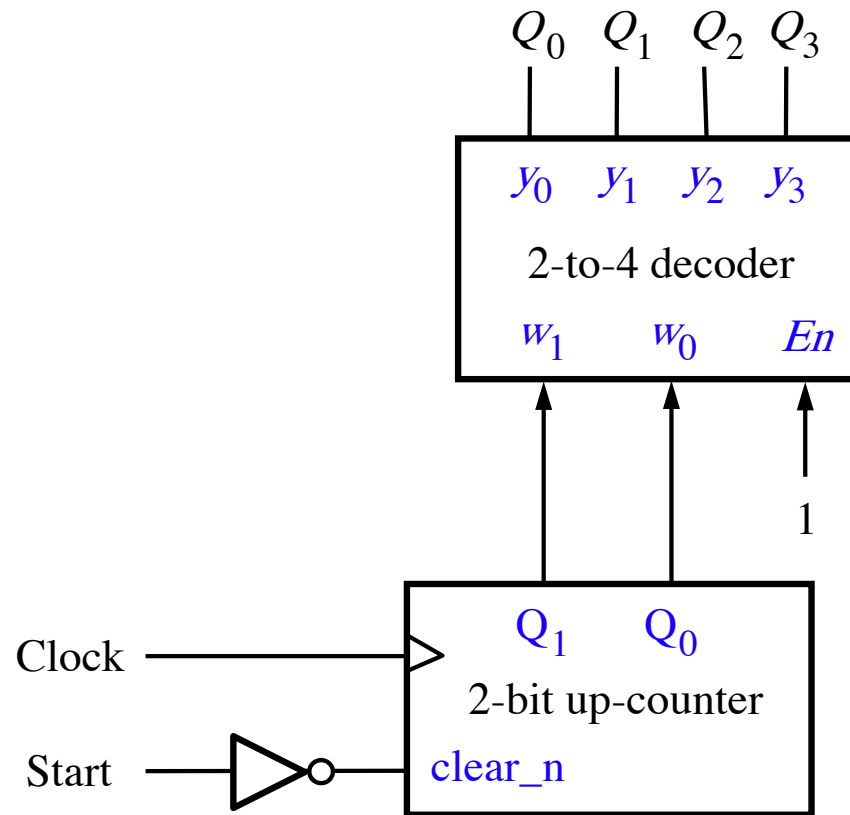 Q0 Q1 Q2 Q3
y0 y1 y2 y3
2-to-4 decoder
w1 w0 En
1
Q1 Q0
Clock
2-bit up-counter
Start
clear_n